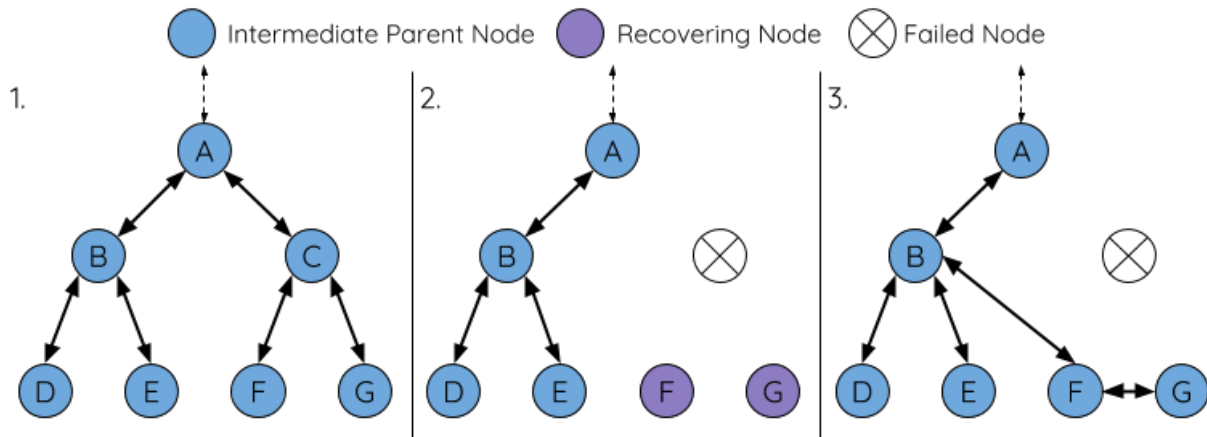 Intermediate Parent Node Recovering Node Failed Node
1. 2. 3.
A A A
B C B B
D E F G D E F G D E F G